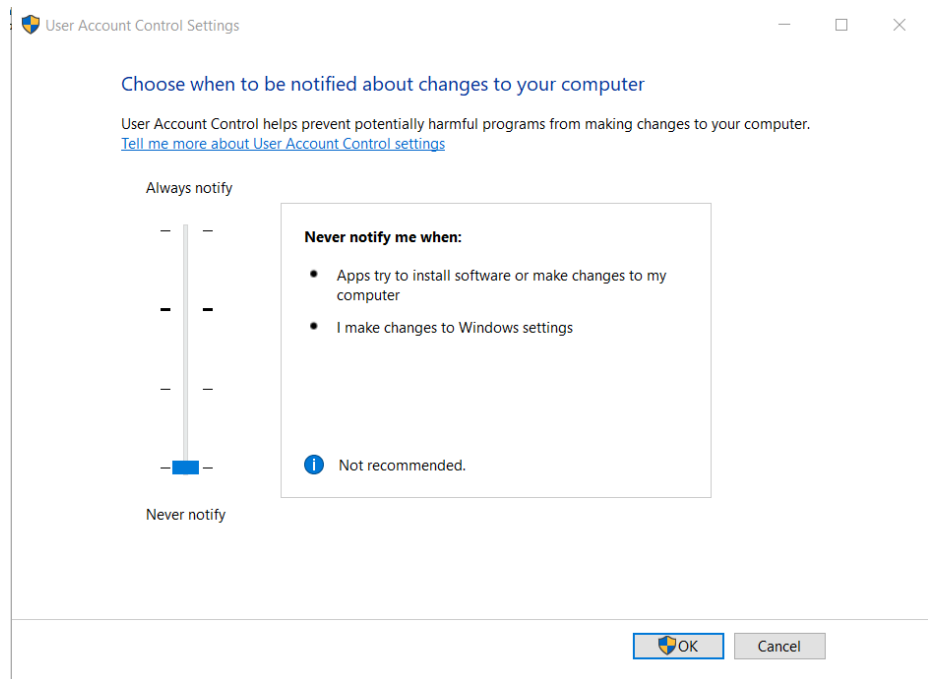 User Account Control Settings
Choose when to be notified about changes to your computer
User Account Control helps prevent potentially harmful programs from making changes to your computer.
Tell me more about User Account Control settings
Always notify
Never notify me when:
Apps try to install software or make changes to my
computer
I make changes to Windows settings
Not recommended.
Never notify
OK
Cancel